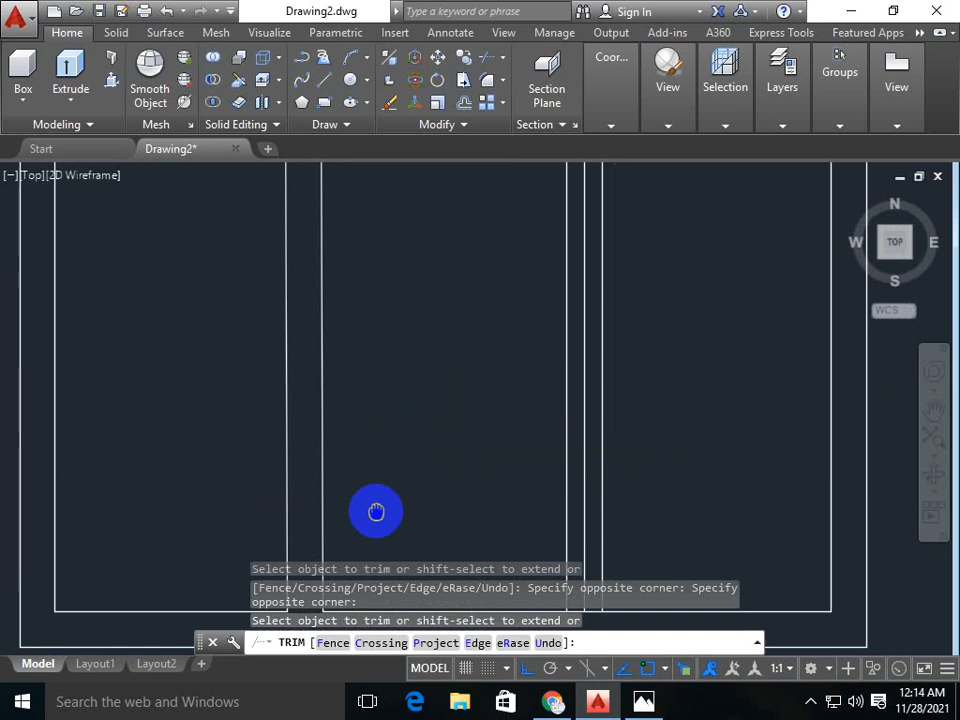 Drawing2.dwg
Type a keyword or phrase
Sign In
Home Solid Surface Mesh Visualize Parametric Insert Annotate View Manage Output Add-ins A360 Express Tools Featured Apps
Box
Extrude
Smooth
Object
Section
Plane
Coor...
View
Selection
Layers
Groups
View
Modeling
Mesh
Solid Editing
Draw
Modify
Section
Start
Drawing2*
[−][Top][2D Wireframe]
N
W
TOP
E
S
WCS
Select object to trim or shift-select to extend or
[Fence/Crossing/Project/Edge/eRase/Undo]: Specify opposite corner: Specify
opposite corner:
Select object to trim or shift-select to extend or
TRIM [Fence Crossing Project Edge eRase Undo]:
Model Layout1 Layout2
MODEL
1:1
Search the web and Windows
12:14 AM
11/28/2021